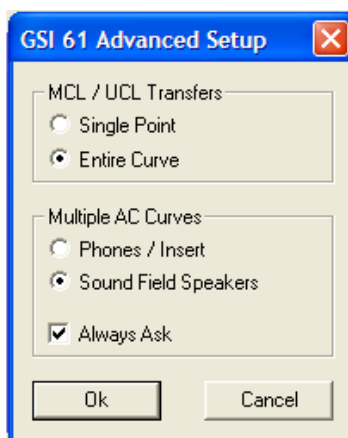 GSI 61 Advanced Setup
MCL / UCL Transfers
Single Point
Entire Curve
Multiple AC Curves
Phones / Insert
Sound Field Speakers
Always Ask
Ok
Cancel